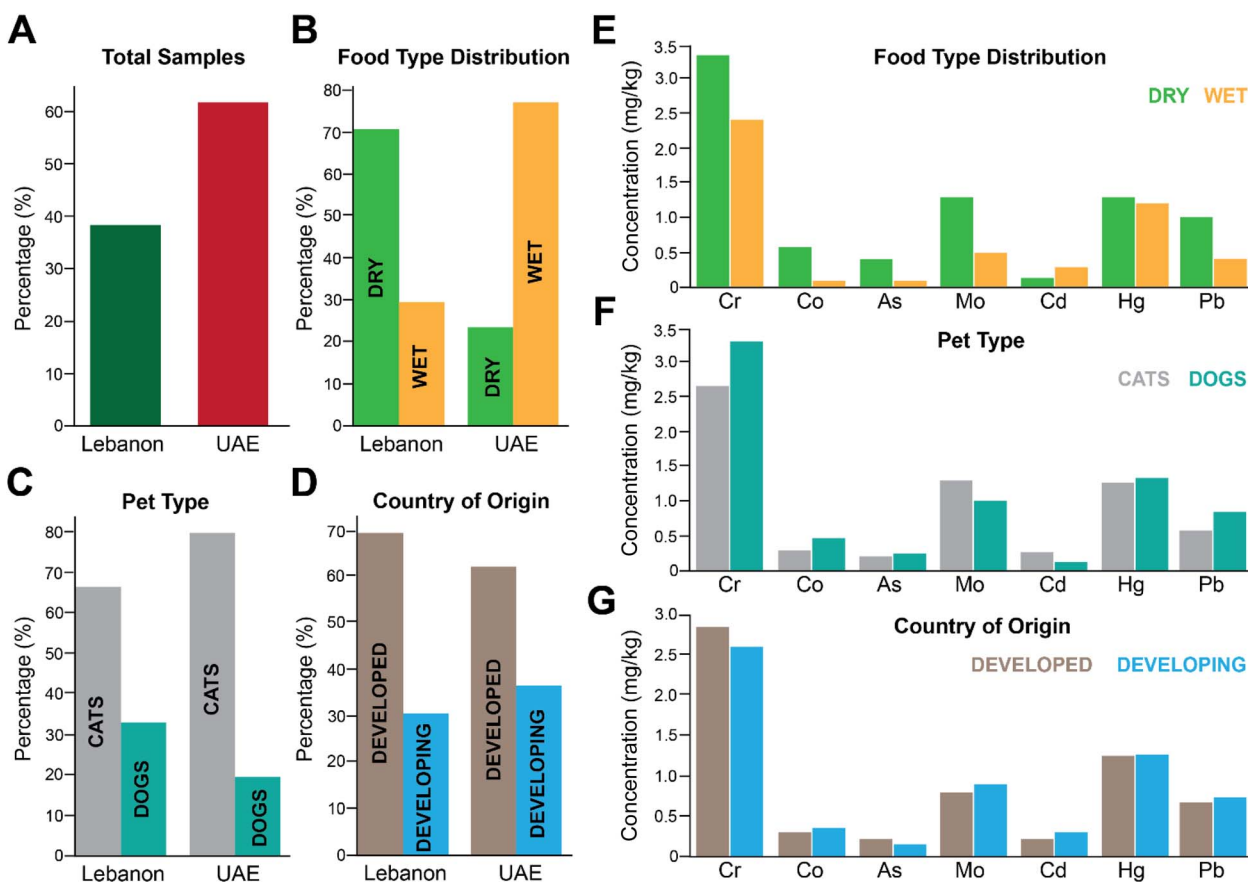 A
Total Samples
Percentage (%)
60
50
40
30
20
10
0
Lebanon
UAE
B
Food Type Distribution
Percentage (%)
80
70
60
50
40
30
20
10
0
DRY
WET
DRY
WET
Lebanon
UAE
C
Pet Type
Percentage (%)
80
70
60
50
40
30
20
10
0
CATS
DOGS
CATS
DOGS
Lebanon
UAE
D
Country of Origin
Percentage (%)
70
60
50
40
30
20
10
0
DEVELOPED
DEVELOPING
DEVELOPED
DEVELOPING
Lebanon
UAE
E
Food Type Distribution
DRY WET
Concentration (mg/kg)
3.5
3.0
2.5
2.0
1.5
1.0
0.5
0
Cr Co As Mo Cd Hg Pb
F
Pet Type
CATS DOGS
Concentration (mg/kg)
3.5
3.0
2.5
2.0
1.5
1.0
0.5
0
Cr Co As Mo Cd Hg Pb
G
Country of Origin
DEVELOPED DEVELOPING
Concentration (mg/kg)
3.0
2.5
2.0
1.0
0.5
0
Cr Co As Mo Cd Hg Pb